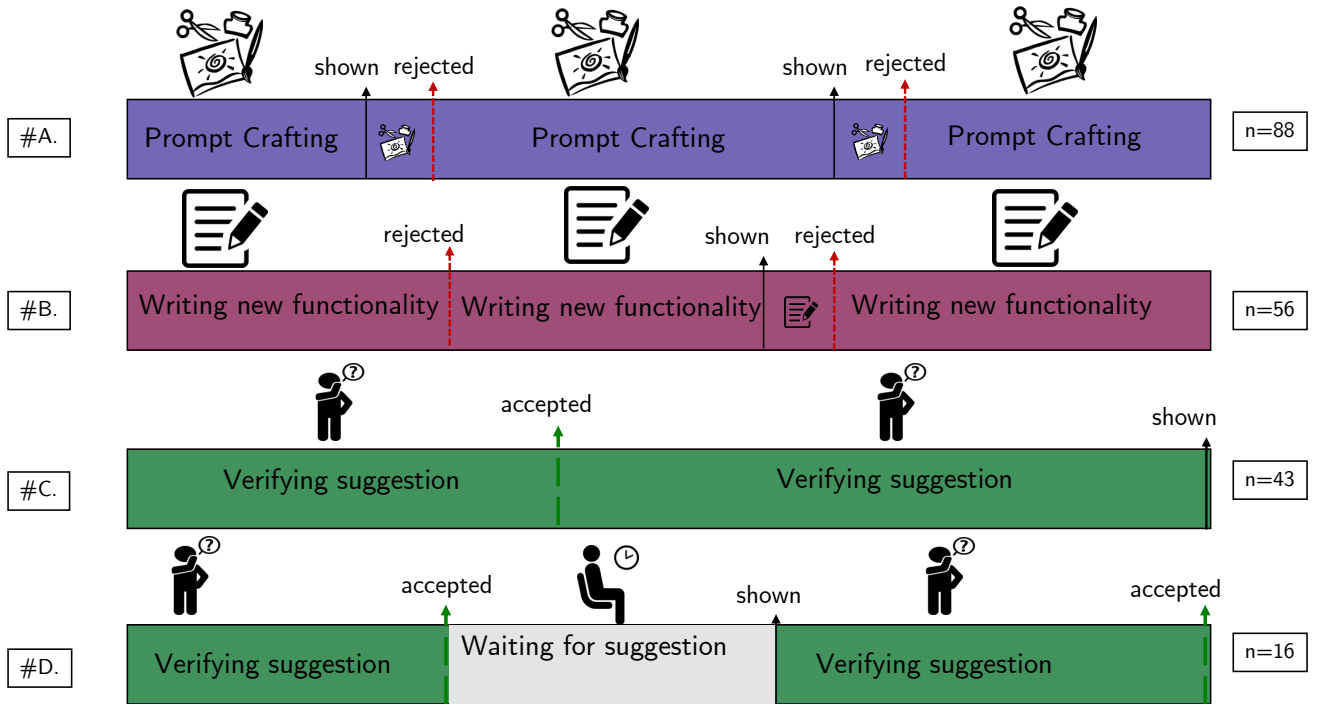 shown rejected shown rejected
#A. Prompt Crafting Prompt Crafting Prompt Crafting n=88
rejected shown rejected
#B. Writing new functionality Writing new functionality Writing new functionality n=56
?
?
accepted
shown
#C. Verifying suggestion Verifying suggestion n=43
?
?
accepted shown accepted
#D. Verifying suggestion Waiting for suggestion Verifying suggestion n=16